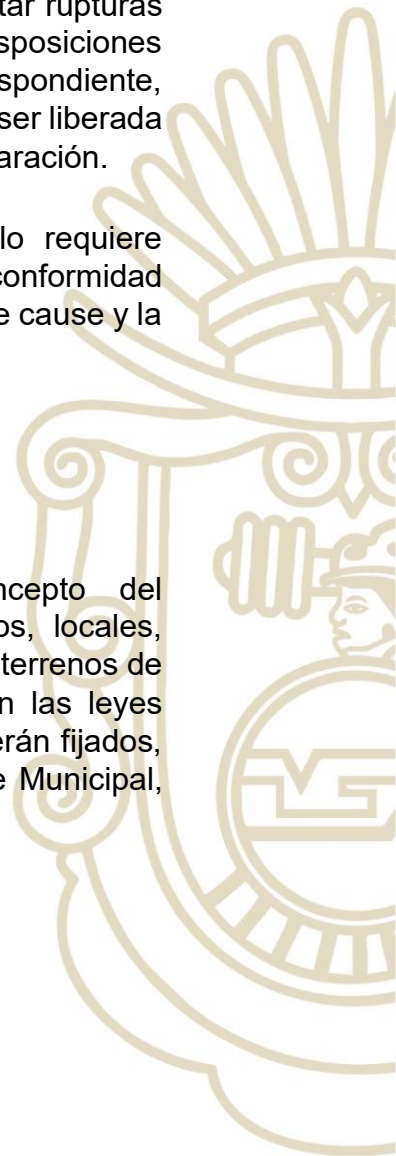 tar rupturas
sposiciones
spondiente,
ser liberada
aración.
lo requiere
conformidad
e cause y la
ncepto del
os, locales,
terrenos de
n las leyes
erán fijados,
e Municipal,